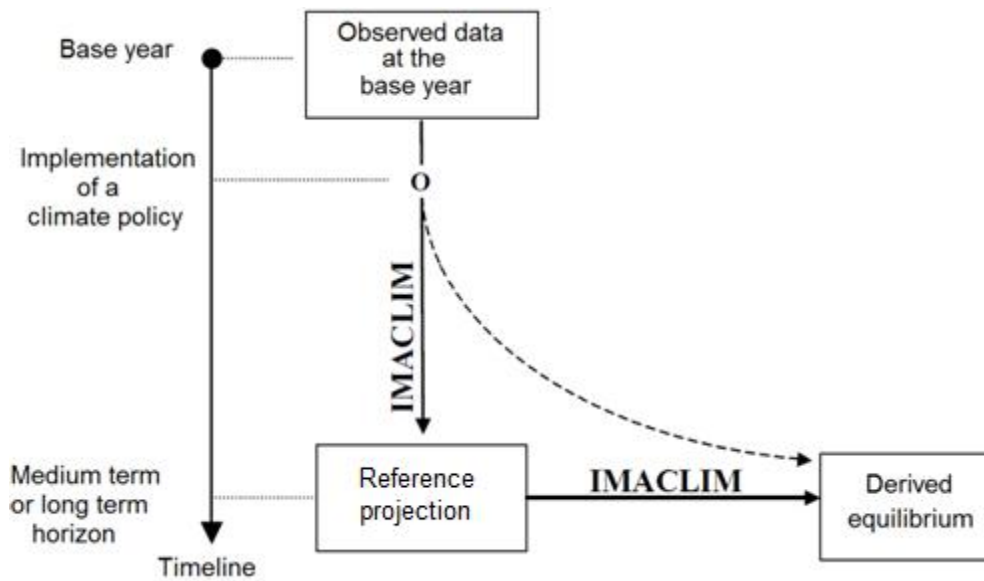 Base year
Observed data
at the
base year
Implementation
of a
climate policy
O
IMACLIM
Medium term
or long term
horizon
Reference
projection
IMACLIM
Derived
equilibrium
Timeline